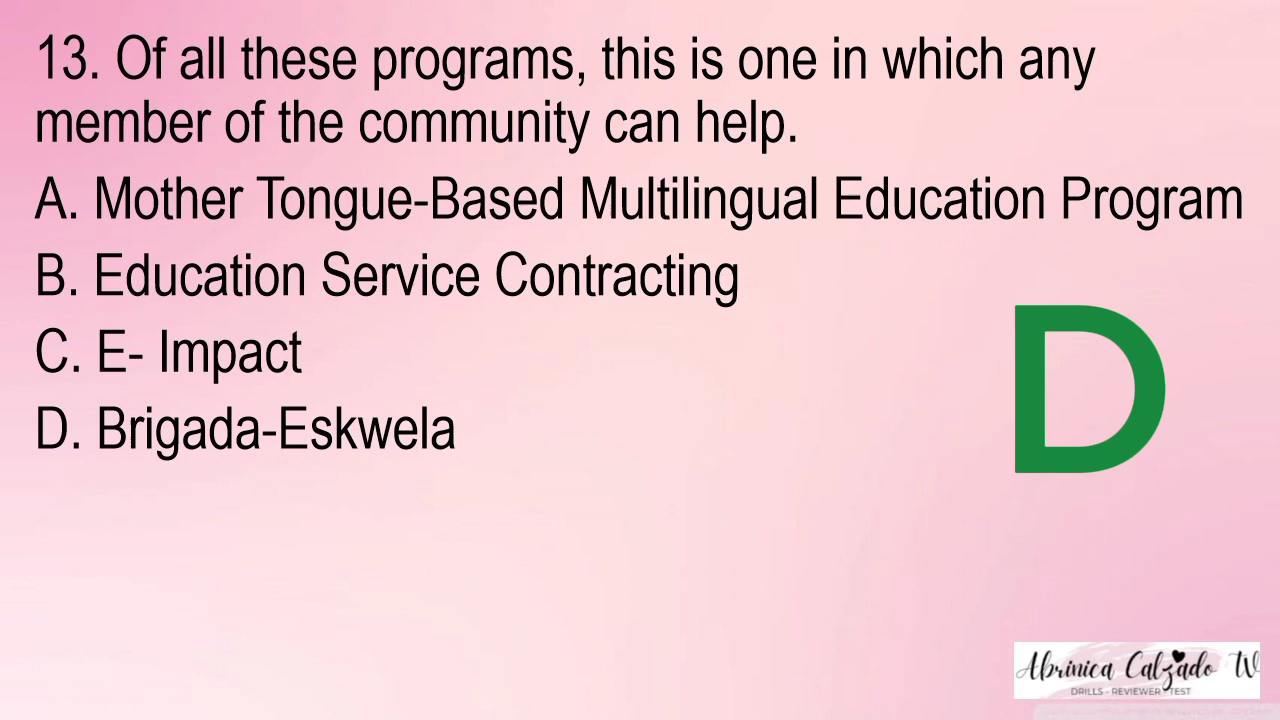 13. Of all these programs, this is one in which any
member of the community can help.
A. Mother Tongue-Based Multilingual Education Program
B. Education Service Contracting
C. E- Impact
D. Brigada-Eskwela
D
Abrinica Calzado TV
DRILLS - REVIEWER - TEST